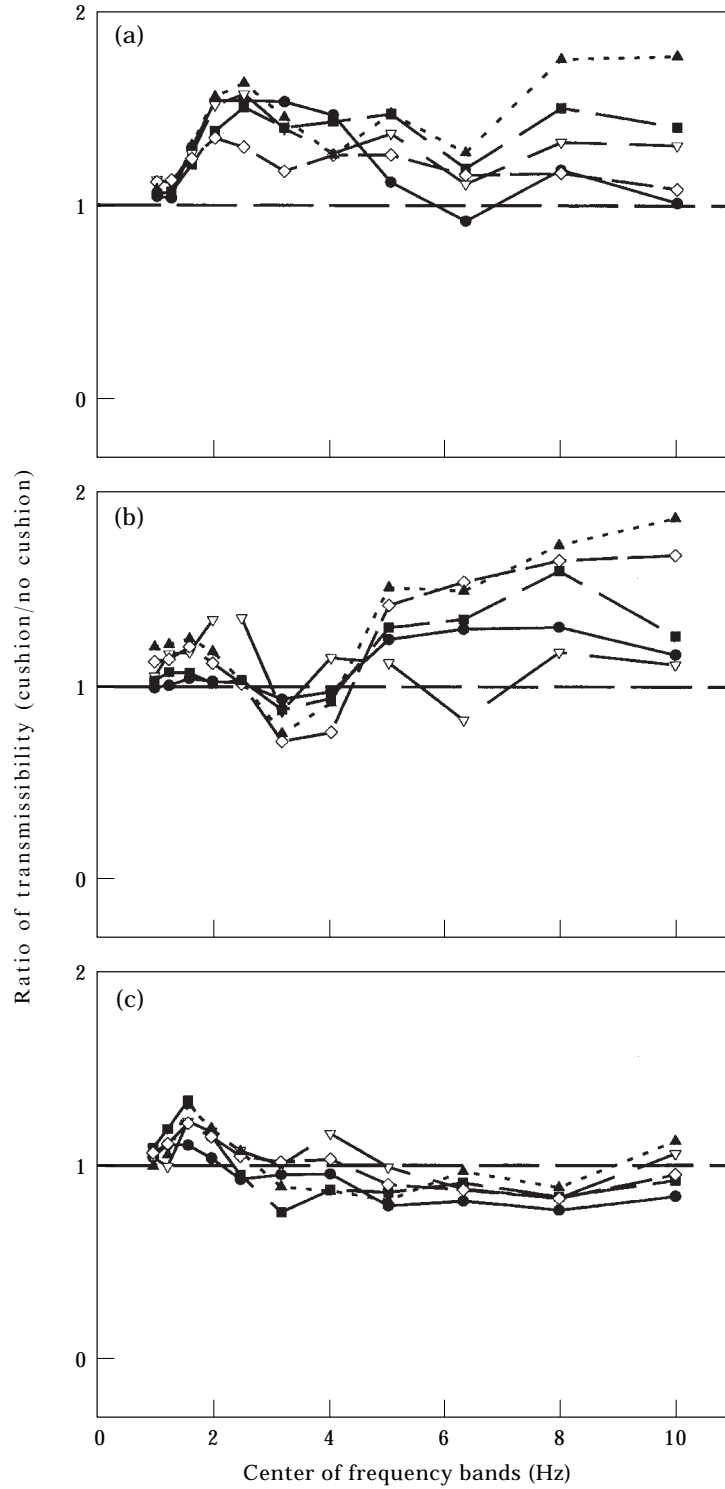 2
(a)
1
0
2
(b)
1
0
2
(c)
1
0
0 2 4 6 8 10
Center of frequency bands (Hz)
Ratio of transmissibility (cushion/no cushion)